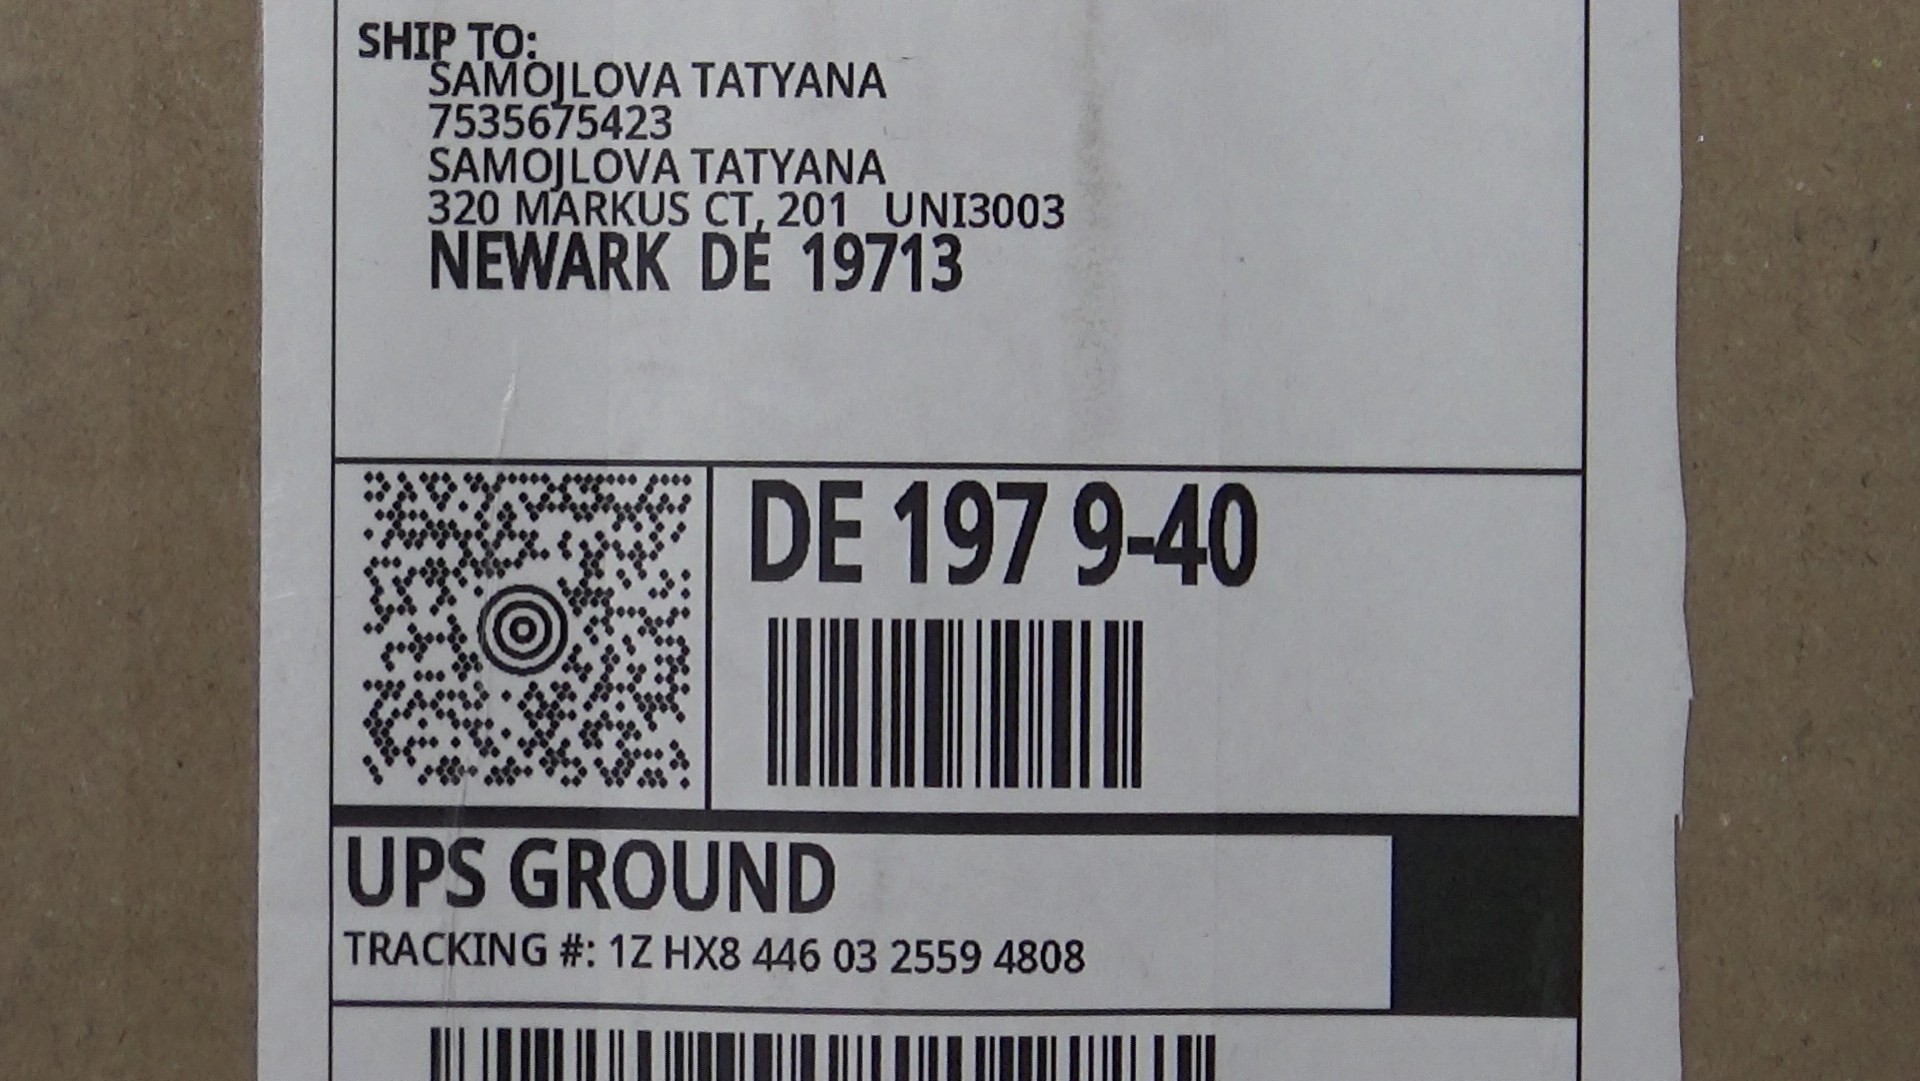 SHIP TO:
SAMOJLOVA TATYANA
7535675423
SAMOJLOVA TATYANA
320 MARKUS CT, 201 UNI3003
NEWARK DE 19713
DE 197 9-40
UPS GROUND
TRACKING #: 1Z HX8 446 03 2559 4808